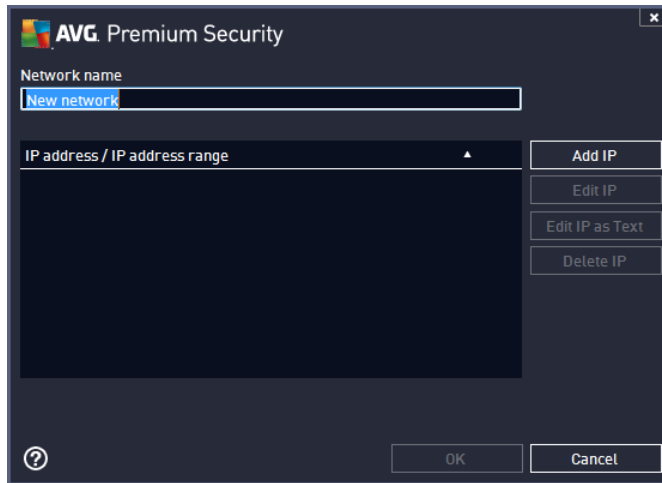 AVG. Premium Security
Network name
New network
IP address / IP address range
Add IP
Edit IP
Edit IP as Text
Delete IP
OK
Cancel